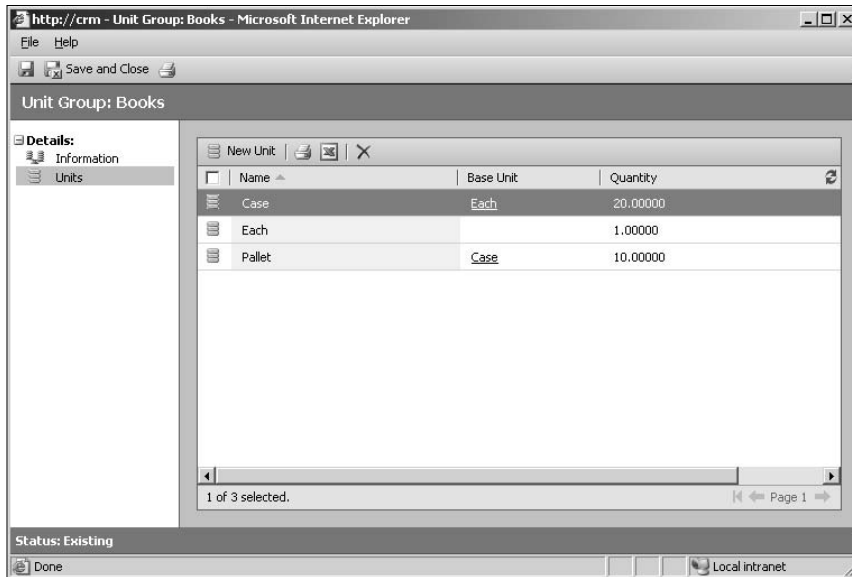 http://crm - Unit Group: Books - Microsoft Internet Explorer
File Help
Save and Close
Unit Group: Books
Details:
Information
Units
New Unit
Name Base Unit Quantity
Case Each 20.00000
Each 1.00000
Pallet Case 10.00000
1 of 3 selected. Page 1
Status: Existing
Done Local intranet